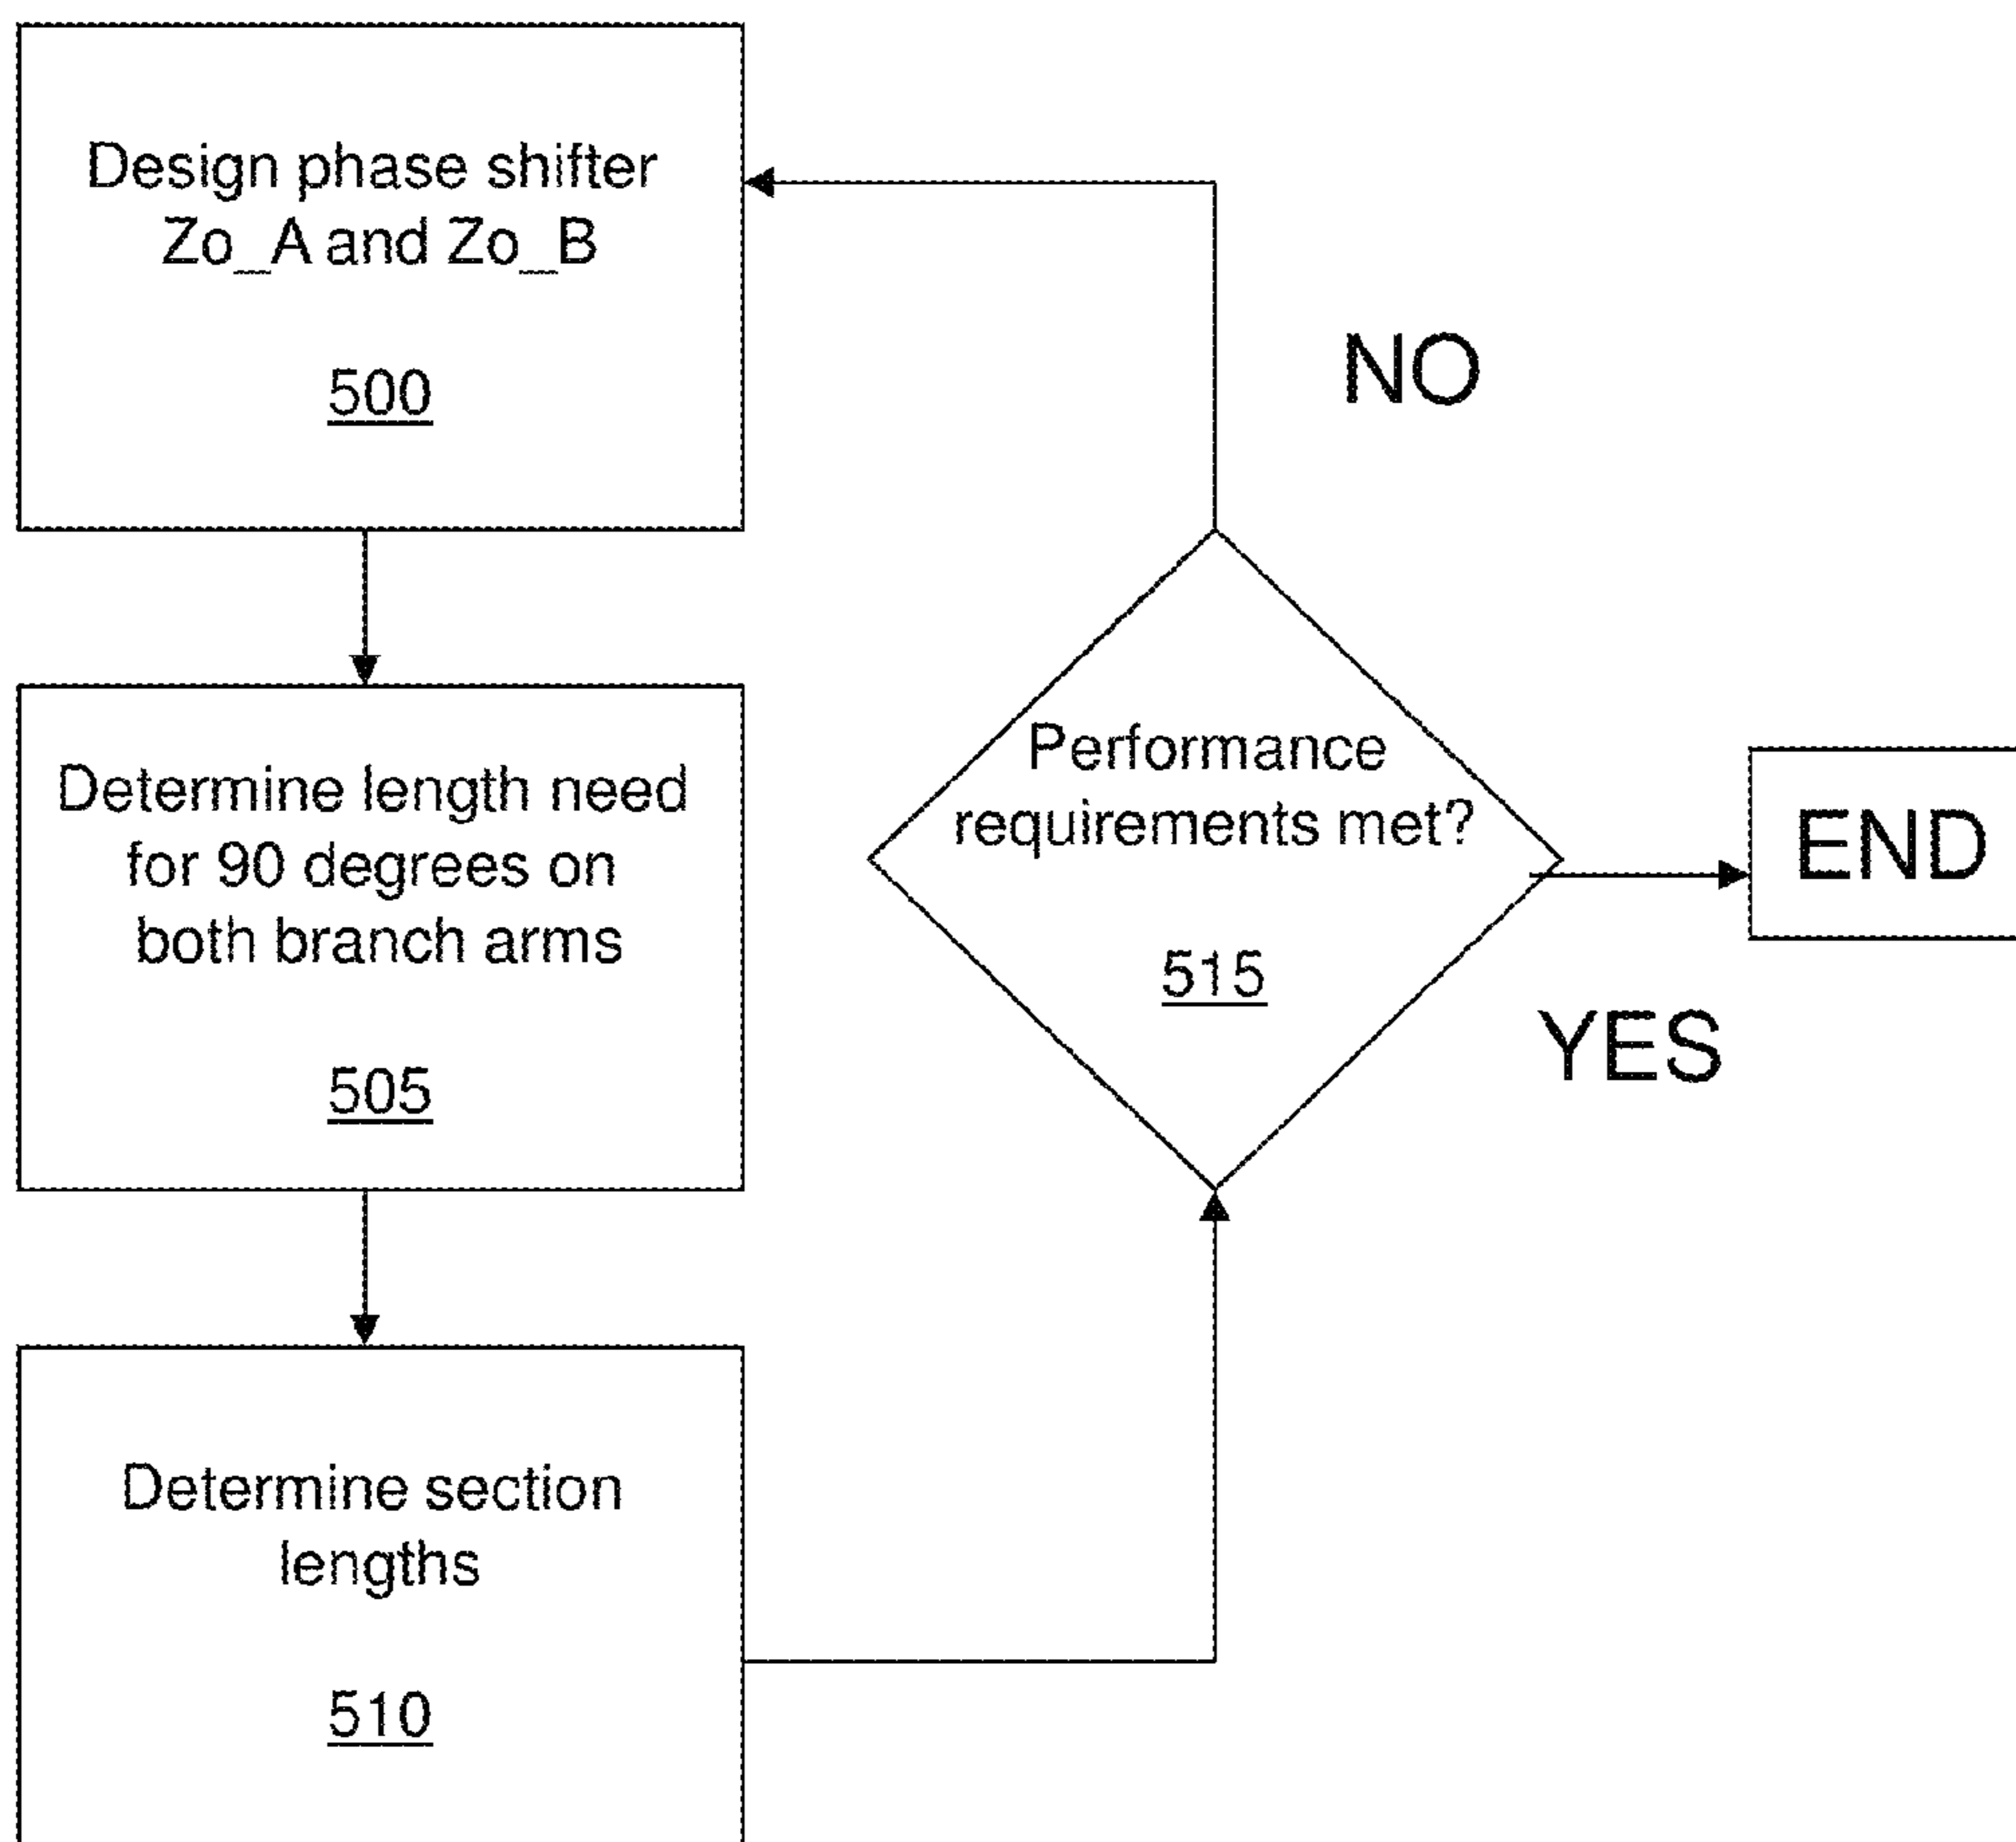 Design phase shifter
Zo_A and Zo_B
500
Determine length need
for 90 degrees on
both branch arms
505
Determine section
lengths
510
Performance
requirements met?
515
NO
YES
END